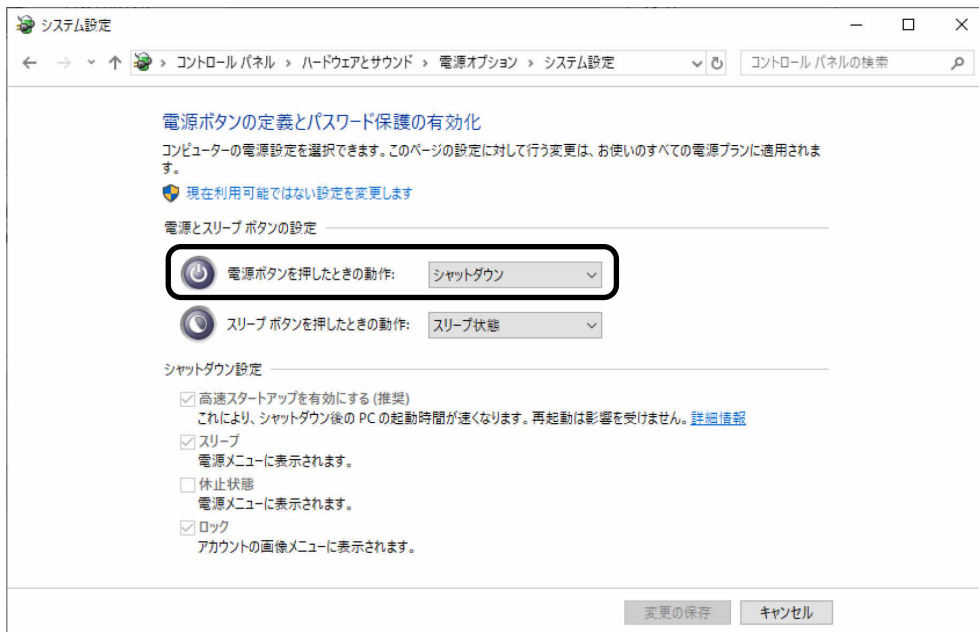 システム設定
コントロール パネル › ハードウェアとサウンド › 電源オプション › システム設定
コントロール パネルの検索
電源ボタンの定義とパスワード保護の有効化
コンピューターの電源設定を選択できます。このページの設定に対して行う変更は、お使いのすべての電源プランに適用されま
す。
現在利用可能ではない設定を変更します
電源とスリープ ボタンの設定
電源ボタンを押したときの動作: シャットダウン
スリープ ボタンを押したときの動作: スリープ状態
シャットダウン設定
高速スタートアップを有効にする (推奨)
これにより、シャットダウン後の PC の起動時間が速くなります。再起動は影響を受けません。詳細情報
スリープ
電源メニューに表示されます。
休止状態
電源メニューに表示されます。
ロック
アカウントの画像メニューに表示されます。
変更の保存 キャンセル